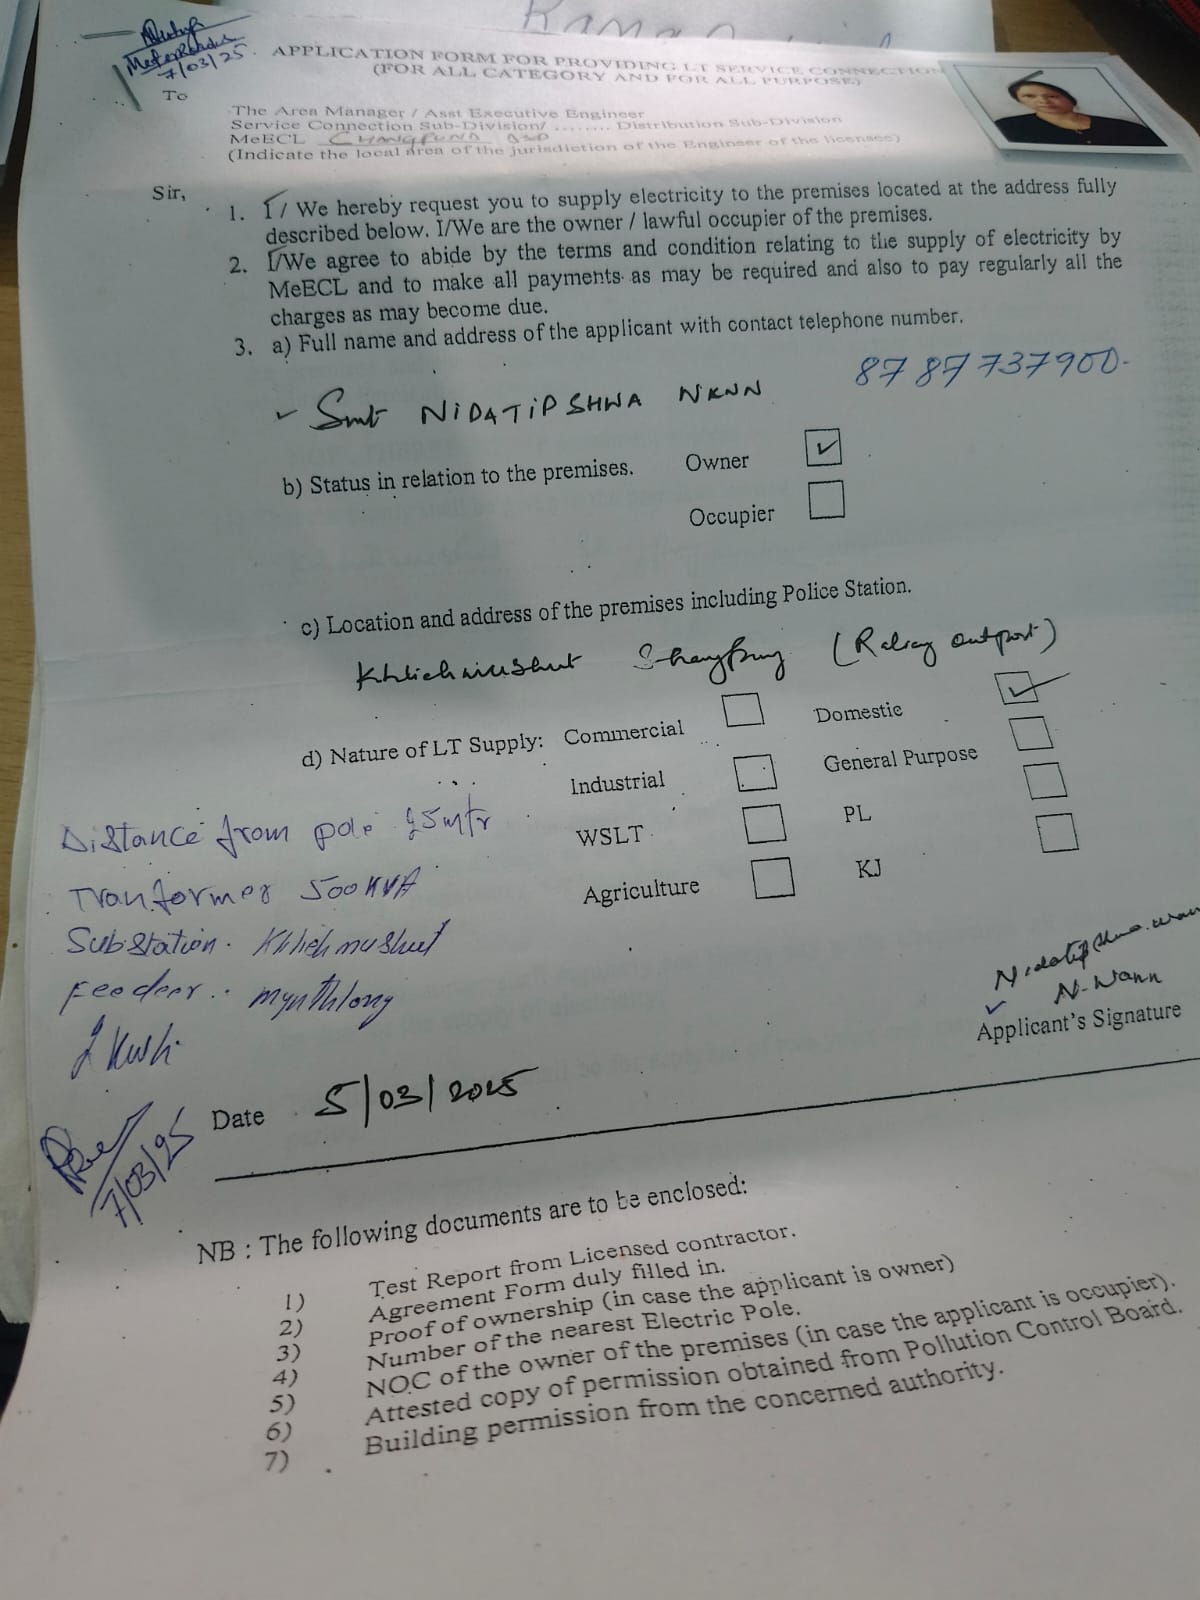 7/03/25
APPLICATION FORM FOR PROVIDING LT SERVICE CONNECTION
(FOR ALL CATEGORY AND FOR ALL PURPOSE)
To
The Area Manager / Asst Executive Engineer
Service Connection Sub-Division/ ........ Distribution Sub-Division
MeECL
(Indicate the local area of the jurisdiction of the Engineer of the licensee)
Sir,
1. I / We hereby request you to supply electricity to the premises located at the address fully
described below. I/We are the owner / lawful occupier of the premises.
2. I/We agree to abide by the terms and condition relating to the supply of electricity by
MeECL and to make all payments as may be required and also to pay regularly all the
charges as may become due.
3. a) Full name and address of the applicant with contact telephone number.
8787737900
Smt NIDATIPSHWA
b) Status in relation to the premises. Owner
Occupier
c) Location and address of the premises including Police Station.
outpost)
d) Nature of LT Supply: Commercial Domestic
Industrial General Purpose
WSLT PL
Agriculture KJ
Distance from pole
Tranformer 500 KVA
Substation.
Feeder..
Applicant's Signature
Date 5/03/2025
7/03/25
NB : The following documents are to be enclosed:
1) Test Report from Licensed contractor.
2) Agreement Form duly filled in.
3) Proof of ownership (in case the applicant is owner)
4) Number of the nearest Electric Pole.
5) NOC of the owner of the premises (in case the applicant is occupier).
6) Attested copy of permission obtained from Pollution Control Board.
7) Building permission from the concerned authority.